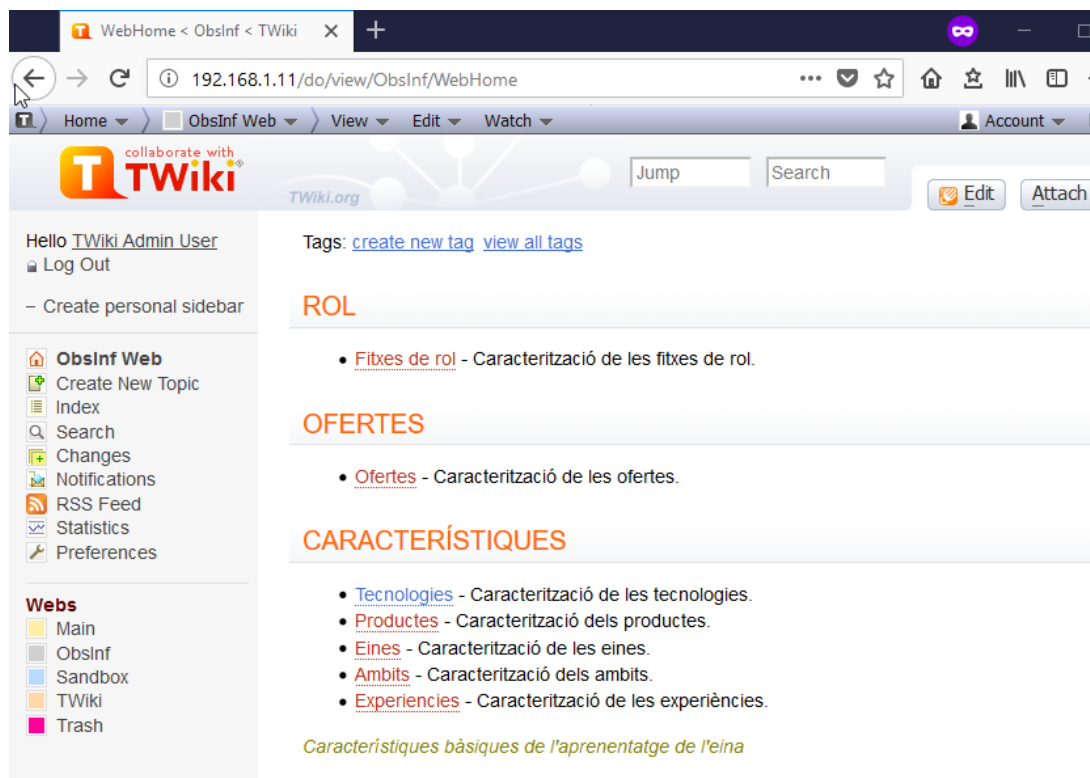 WebHome < ObsInf < TWiki
192.168.1.11/do/view/ObsInf/WebHome
Home ObsInf Web View Edit Watch Account
collaborate with
TWiki
TWiki.org
Jump Search
Edit Attach
Hello TWiki Admin User
Log Out
– Create personal sidebar
ObsInf Web
Create New Topic
Index
Search
Changes
Notifications
RSS Feed
Statistics
Preferences
Webs
Main
ObsInf
Sandbox
TWiki
Trash
Tags: create new tag view all tags
ROL
• Fitxes de rol - Caracterització de les fitxes de rol.
OFERTES
• Ofertes - Caracterització de les ofertes.
CARACTERÍSTIQUES
• Tecnologies - Caracterització de les tecnologies.
• Productes - Caracterització dels productes.
• Eines - Caracterització de les eines.
• Ambits - Caracterització dels ambits.
• Experiencies - Caracterització de les experiències.
Característiques bàsiques de l'aprenentatge de l'eina